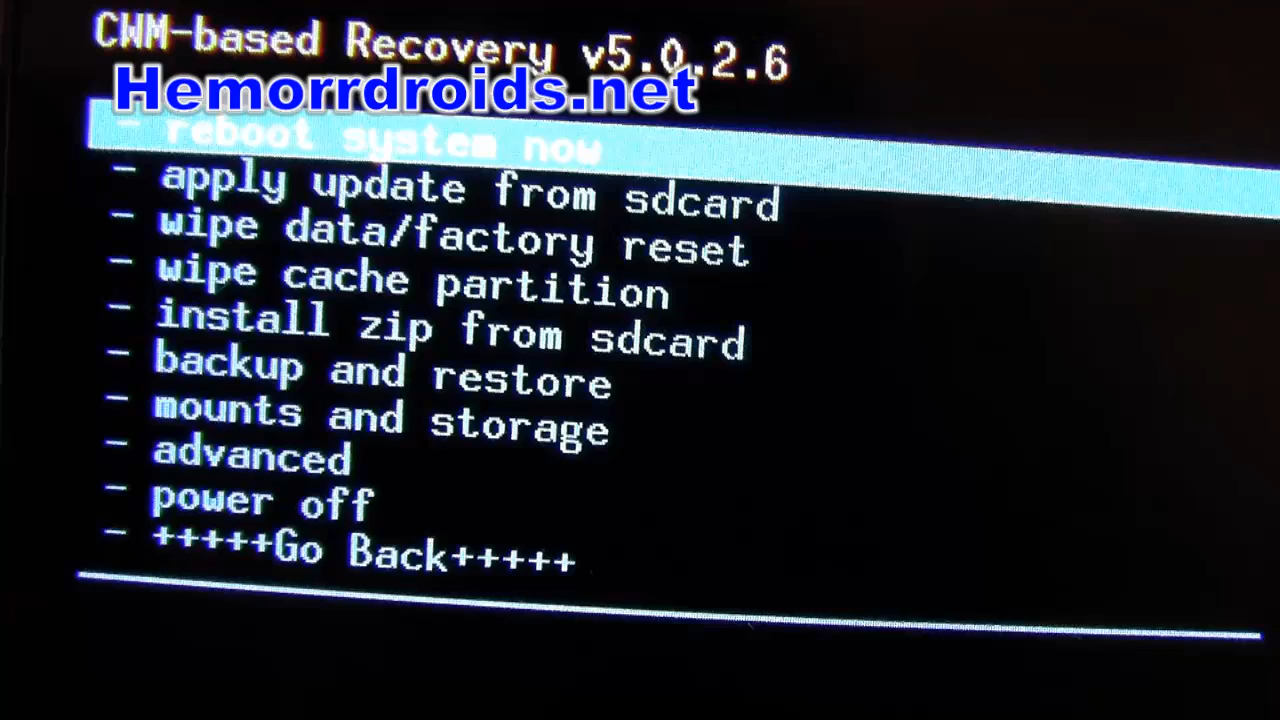 CWM-based Recovery v5.0.2.6
Hemorrdroids.net
- reboot system now
- apply update from sdcard
- wipe data/factory reset
- wipe cache partition
- install zip from sdcard
- backup and restore
- mounts and storage
- advanced
- power off
- +++++Go Back+++++